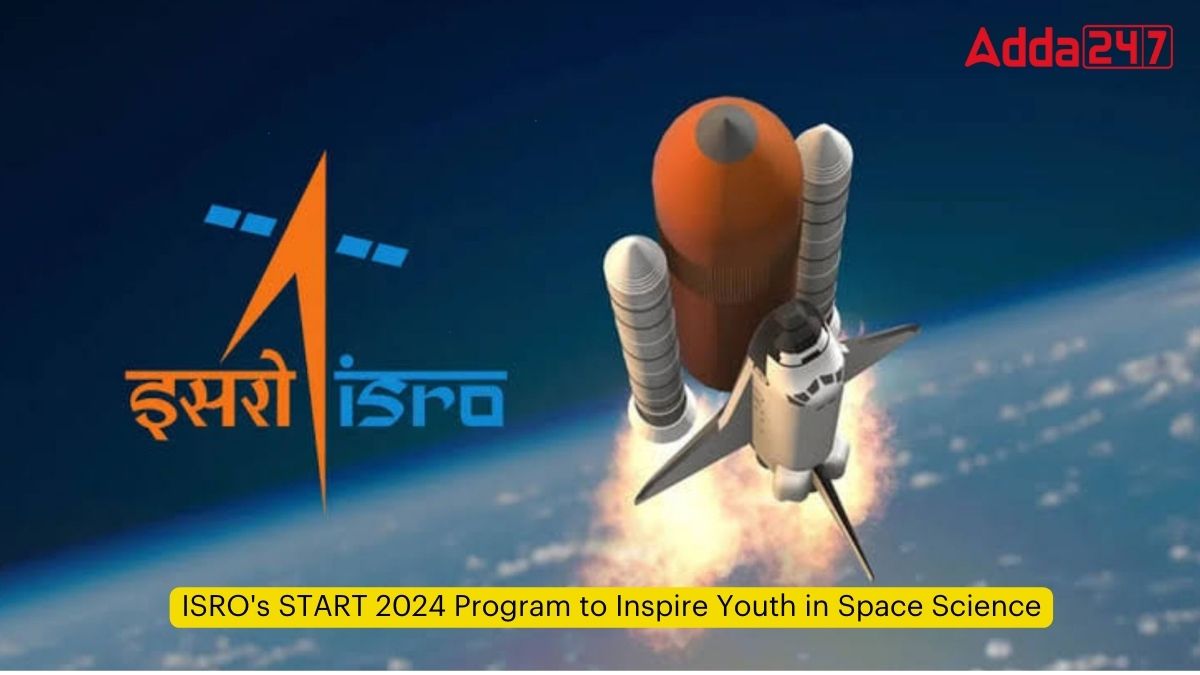 Adda247
इसरो isro
ISRO's START 2024 Program to Inspire Youth in Space Science